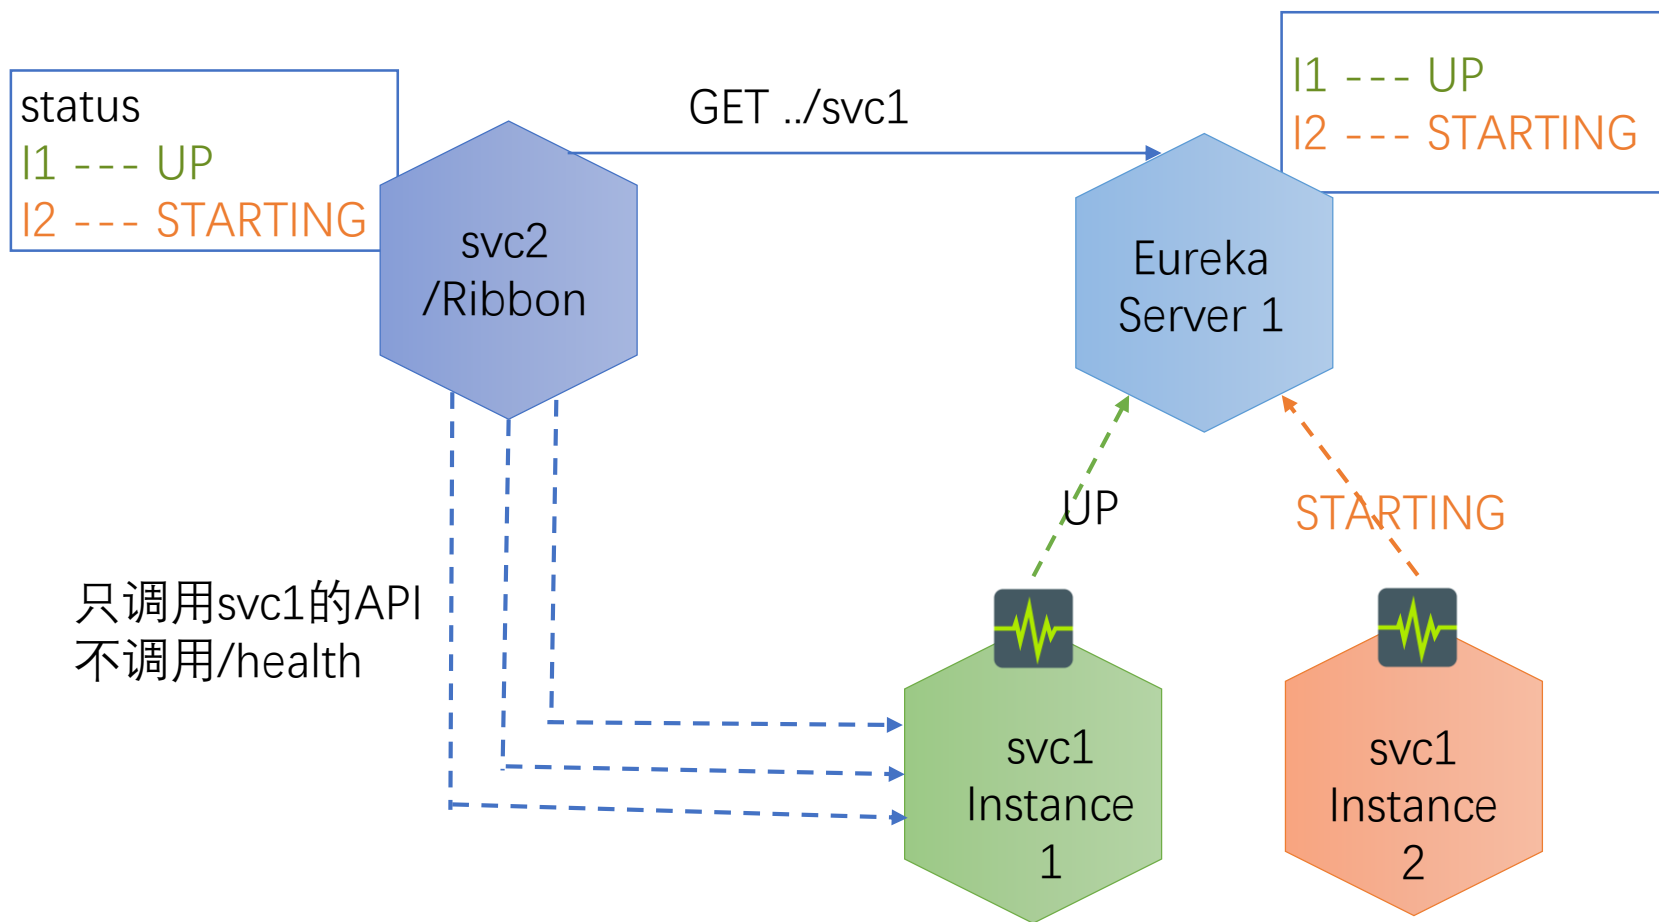 status
I1 --- UP
I2 --- STARTING
svc2
/Ribbon
GET ../svc1
I1 --- UP
I2 --- STARTING
Eureka
Server 1
UP
STARTING
只调用svc1的API
不调用/health
svc1
Instance
1
svc1
Instance
2